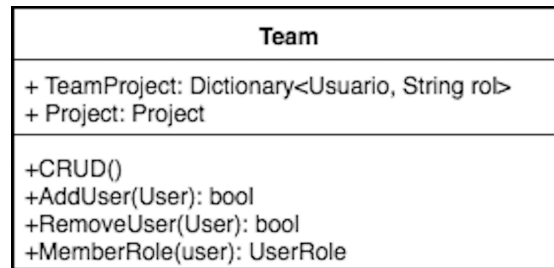 Team
+ TeamProject: Dictionary<Usuario, String rol>
+ Project: Project
+CRUD()
+AddUser(User): bool
+RemoveUser(User): bool
+MemberRole(user): UserRole